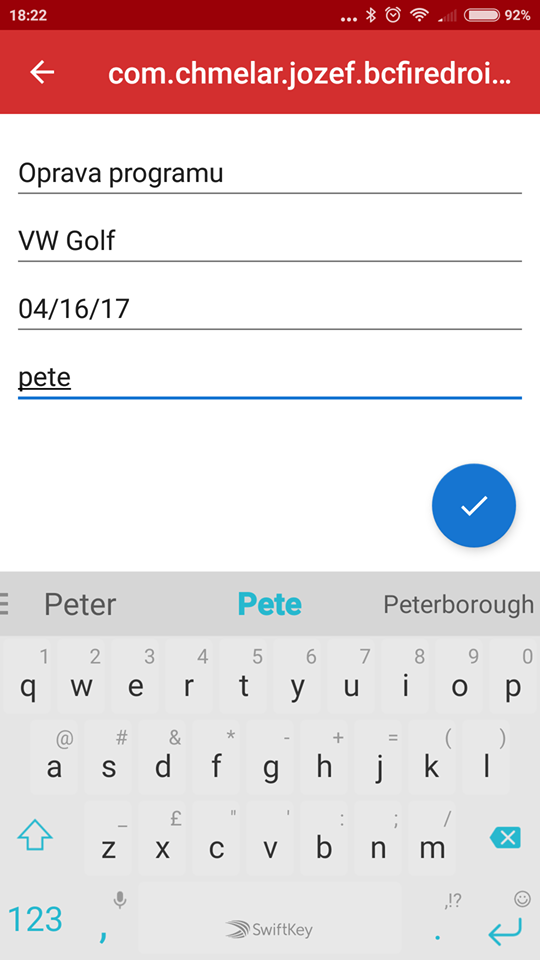 18:22 92%
com.chmelar.jozef.bcfiredroi...
Oprava programu
VW Golf
04/16/17
pete
Peter Pete Peterborough
1 2 3 4 5 6 7 8 9 0
q w e r t y u i o p
@ # & * - + = ( )
a s d f g h j k l
_ £ " ' : ; /
z x c v b n m
,!?
123 , SwiftKey .